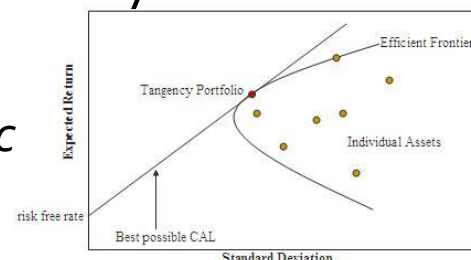 Efficient Frontier
Tangency Portfolio
Expected Return
c
Individual Assets
risk free rate
Best possible CAL
Standard Deviation